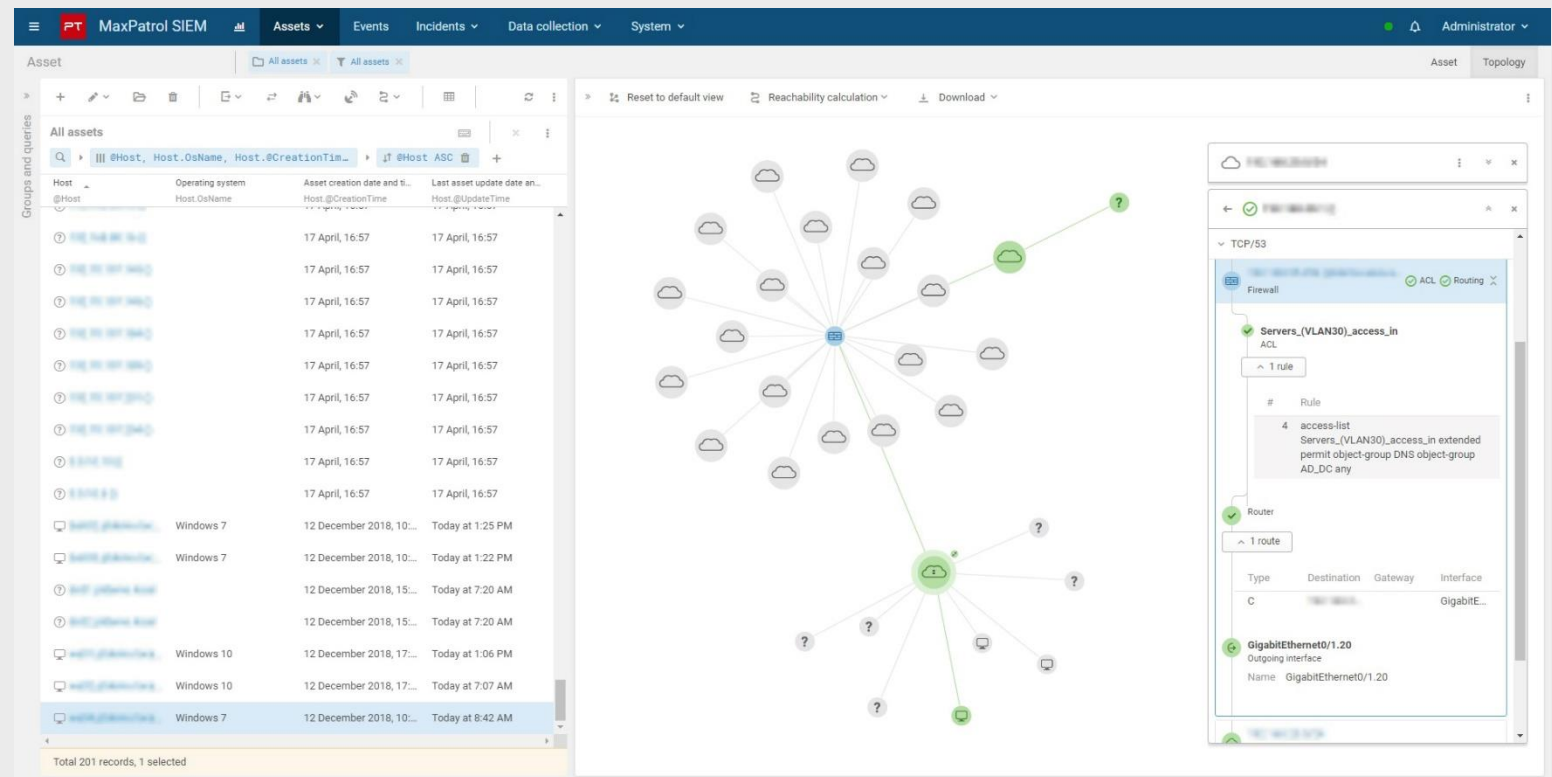 PT MaxPatrol SIEM Assets Events Incidents Data collection System Administrator
Asset All assets All assets Asset Topology
Groups and queries
All assets
@Host, Host.OsName, Host.@CreationTim… @Host ASC
Host Operating system Asset creation date and ti… Last asset update date an…
@Host Host.OsName Host.@CreationTime Host.@UpdateTime
17 April, 16:57 17 April, 16:57
17 April, 16:57 17 April, 16:57
17 April, 16:57 17 April, 16:57
17 April, 16:57 17 April, 16:57
17 April, 16:57 17 April, 16:57
17 April, 16:57 17 April, 16:57
17 April, 16:57 17 April, 16:57
17 April, 16:57 17 April, 16:57
17 April, 16:57 17 April, 16:57
Windows 7 12 December 2018, 10:… Today at 1:25 PM
Windows 7 12 December 2018, 10:… Today at 1:22 PM
12 December 2018, 15:… Today at 7:20 AM
12 December 2018, 15:… Today at 7:20 AM
Windows 10 12 December 2018, 17:… Today at 1:06 PM
Windows 10 12 December 2018, 17:… Today at 7:07 AM
Windows 7 12 December 2018, 10:… Today at 8:42 AM
Total 201 records, 1 selected
Reset to default view Reachability calculation Download
?
?
?
?
?
?
TCP/53
ACL Routing
Firewall
Servers_(VLAN30)_access_in
ACL
1 rule
# Rule
4 access-list
Servers_(VLAN30)_access_in extended
permit object-group DNS object-group
AD_DC any
Router
1 route
Type Destination Gateway Interface
C GigabitE…
GigabitEthernet0/1.20
Outgoing interface
Name GigabitEthernet0/1.20